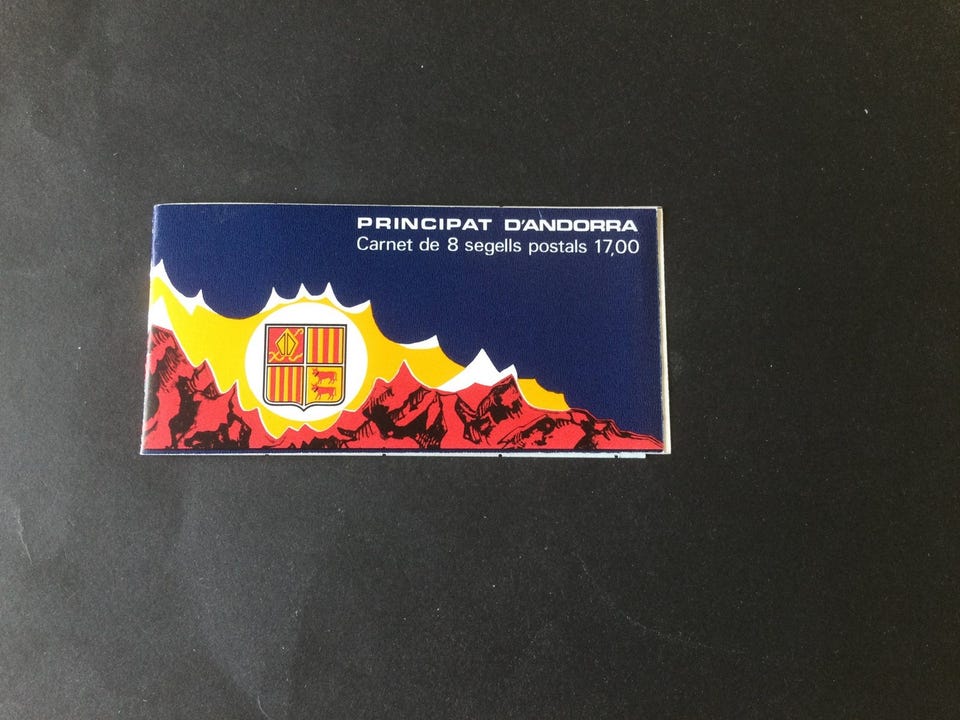 PRINCIPAT D'ANDORRA
Carnet de 8 segells postals 17,00